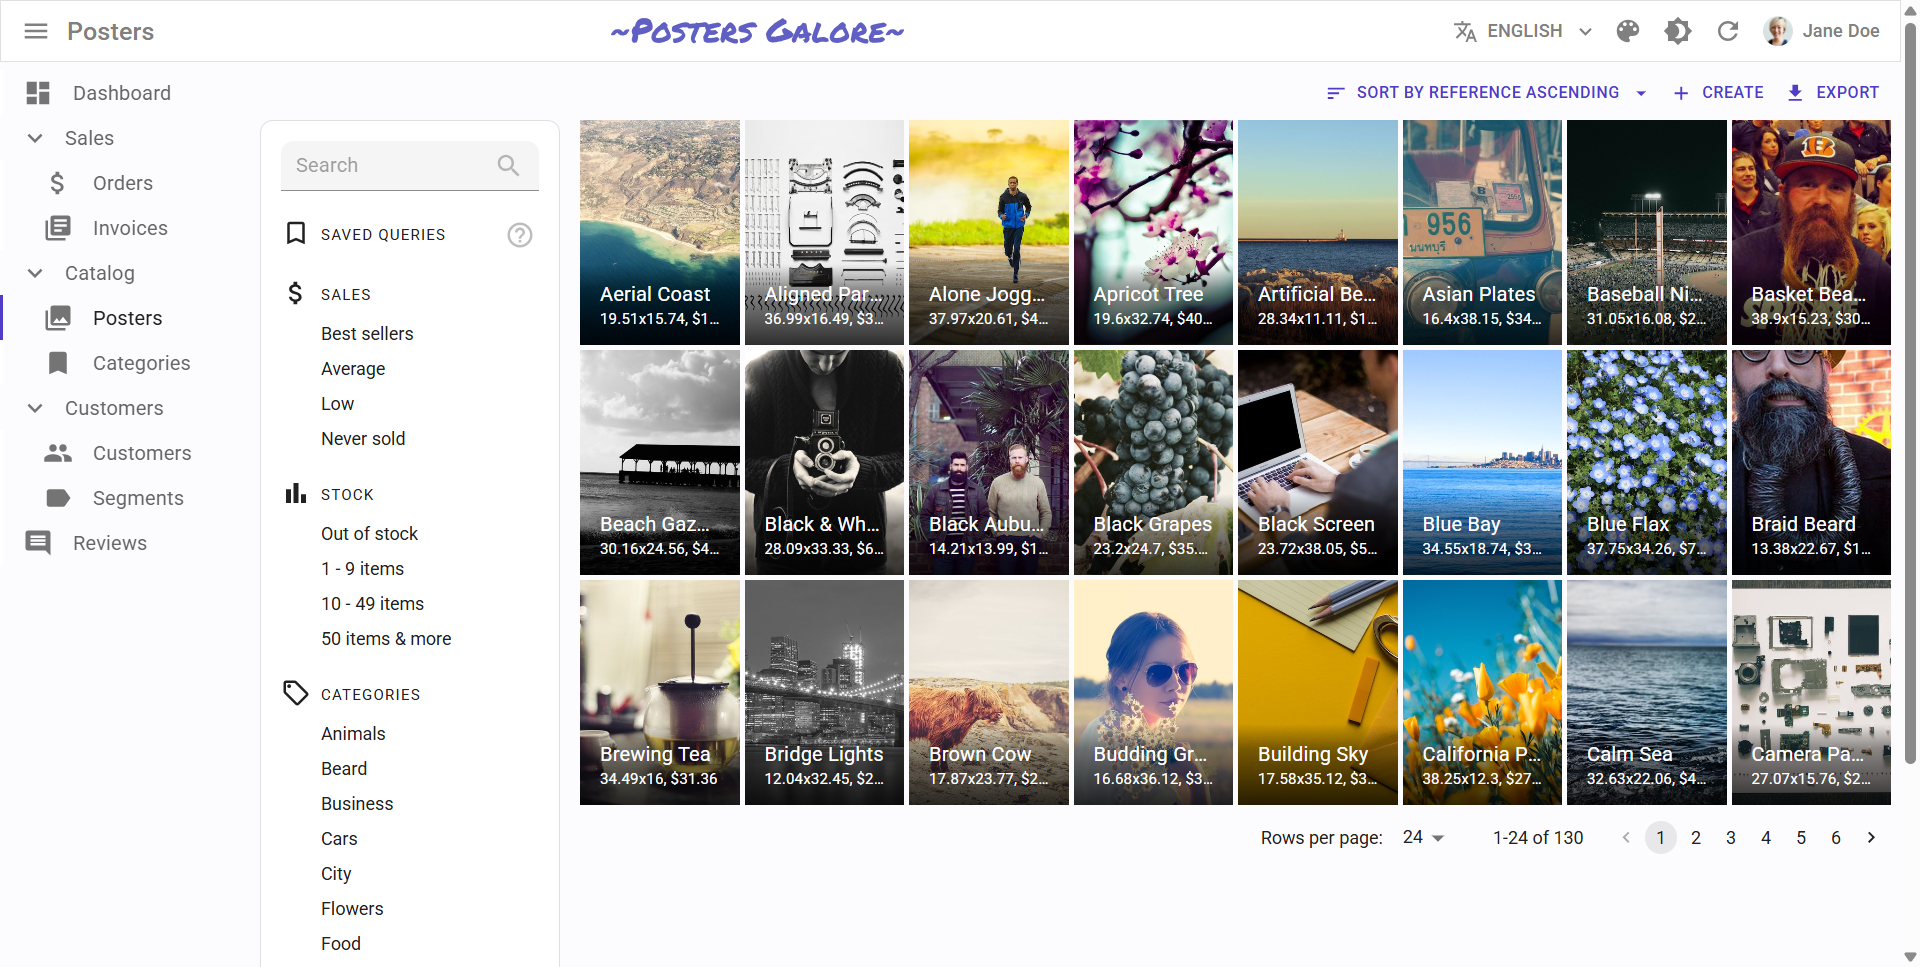 Posters
~Posters Galore~
ENGLISH
Jane Doe
Dashboard
Sales
Orders
Invoices
Catalog
Posters
Categories
Customers
Customers
Segments
Reviews
SORT BY REFERENCE ASCENDING
CREATE
EXPORT
Search
SAVED QUERIES
SALES
Best sellers
Average
Low
Never sold
STOCK
Out of stock
1 - 9 items
10 - 49 items
50 items & more
CATEGORIES
Animals
Beard
Business
Cars
City
Flowers
Food
956
Aerial Coast
19.51x15.74, $1...
Aligned Par...
36.99x16.49, $3...
Alone Jogg...
37.97x20.61, $4...
Apricot Tree
19.6x32.74, $40...
Artificial Be...
28.34x11.11, $1...
Asian Plates
16.4x38.15, $34...
Baseball Ni...
31.05x16.08, $2...
Basket Bea...
38.9x15.23, $30...
Beach Gaz...
30.16x24.56, $4...
Black & Wh...
28.09x33.33, $6...
Black Aubu...
14.21x13.99, $1...
Black Grapes
23.2x24.7, $35....
Black Screen
23.72x38.05, $5...
Blue Bay
34.55x18.74, $3...
Blue Flax
37.75x34.26, $7...
Braid Beard
13.38x22.67, $1...
Brewing Tea
34.49x16, $31.36
Bridge Lights
12.04x32.45, $2...
Brown Cow
17.87x23.77, $2...
Budding Gr...
16.68x36.12, $3...
Building Sky
17.58x35.12, $3...
California P...
38.25x12.3, $27...
Calm Sea
32.63x22.06, $4...
Camera Pa...
27.07x15.76, $2...
Rows per page:
24
1-24 of 130
1 2 3 4 5 6